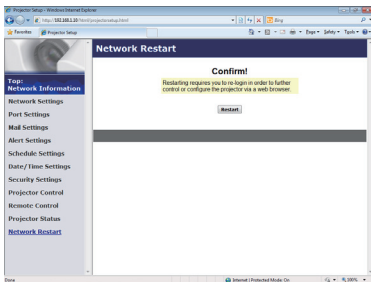 Projector Setup - Windows Internet Explorer
http://192.168.1.10/html/projectorsetup.html
Bing
Favorites
Projector Setup
Page
Safety
Tools
Top:
Network Information
Network Settings
Port Settings
Mail Settings
Alert Settings
Schedule Settings
Date/Time Settings
Security Settings
Projector Control
Remote Control
Projector Status
Network Restart
Network Restart
Confirm!
Restarting requires you to re-login in order to further
control or configure the projector via a web browser.
Restart
Done
Internet | Protected Mode: On
100%